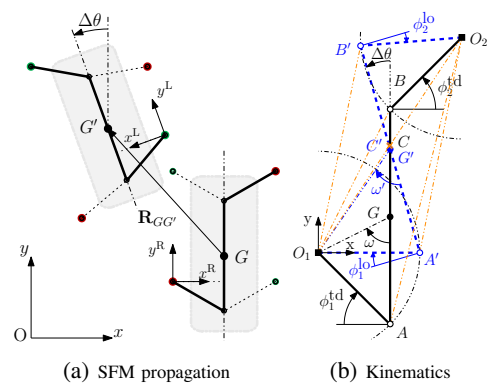 Δθ
G′
y^L
x^L
R_GG′
y^R
x^R
G
y
O
x
(a) SFM propagation
B′
ϕ_2^lo
O_2
Δθ
B
ϕ_2^td
C′
C
G′
ω′
G
y
x
ω
O_1
ϕ_1^lo
A′
ϕ_1^td
A
(b) Kinematics